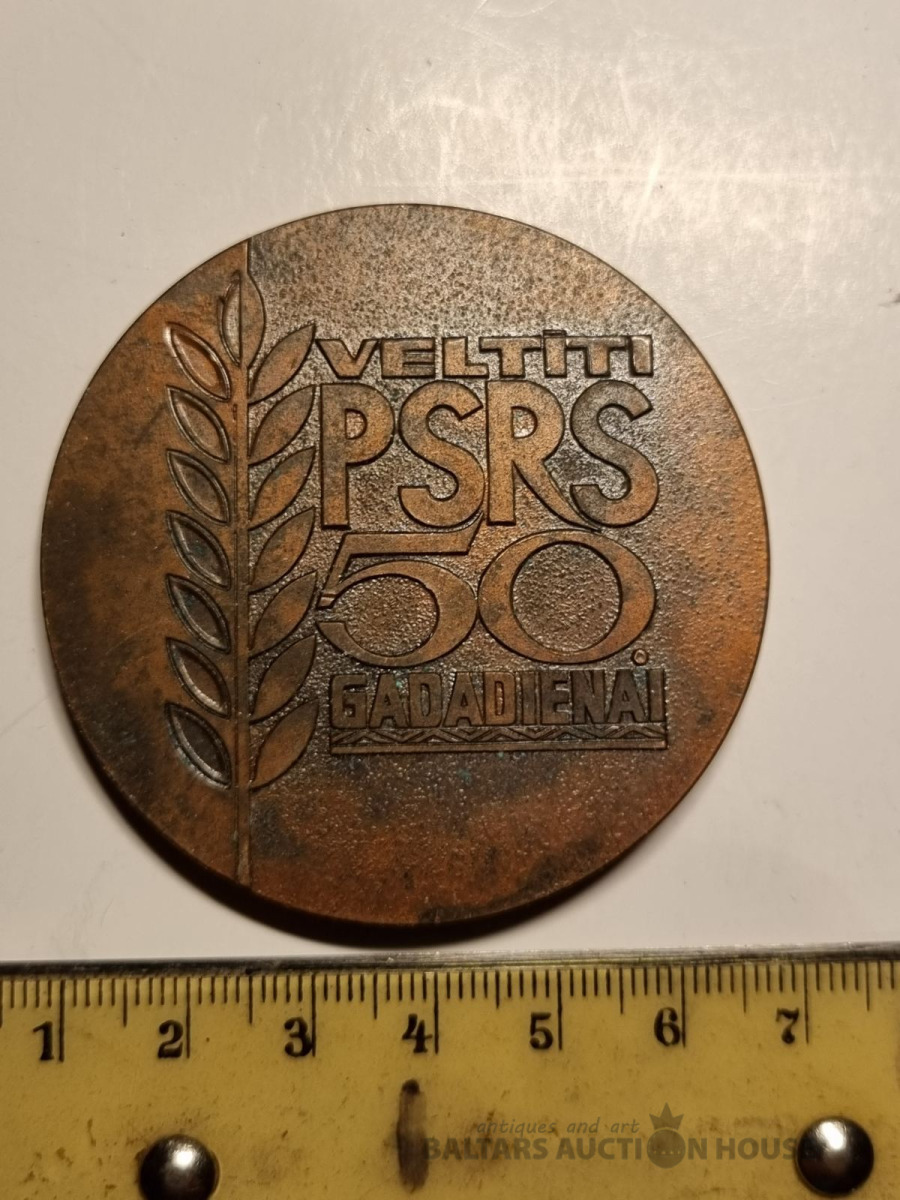 VELTĪTI
PSRS
50.
GADADIENAI
1 2 3 4 5 6 7
antiques and art
BALTARS AUCTION HOUSE